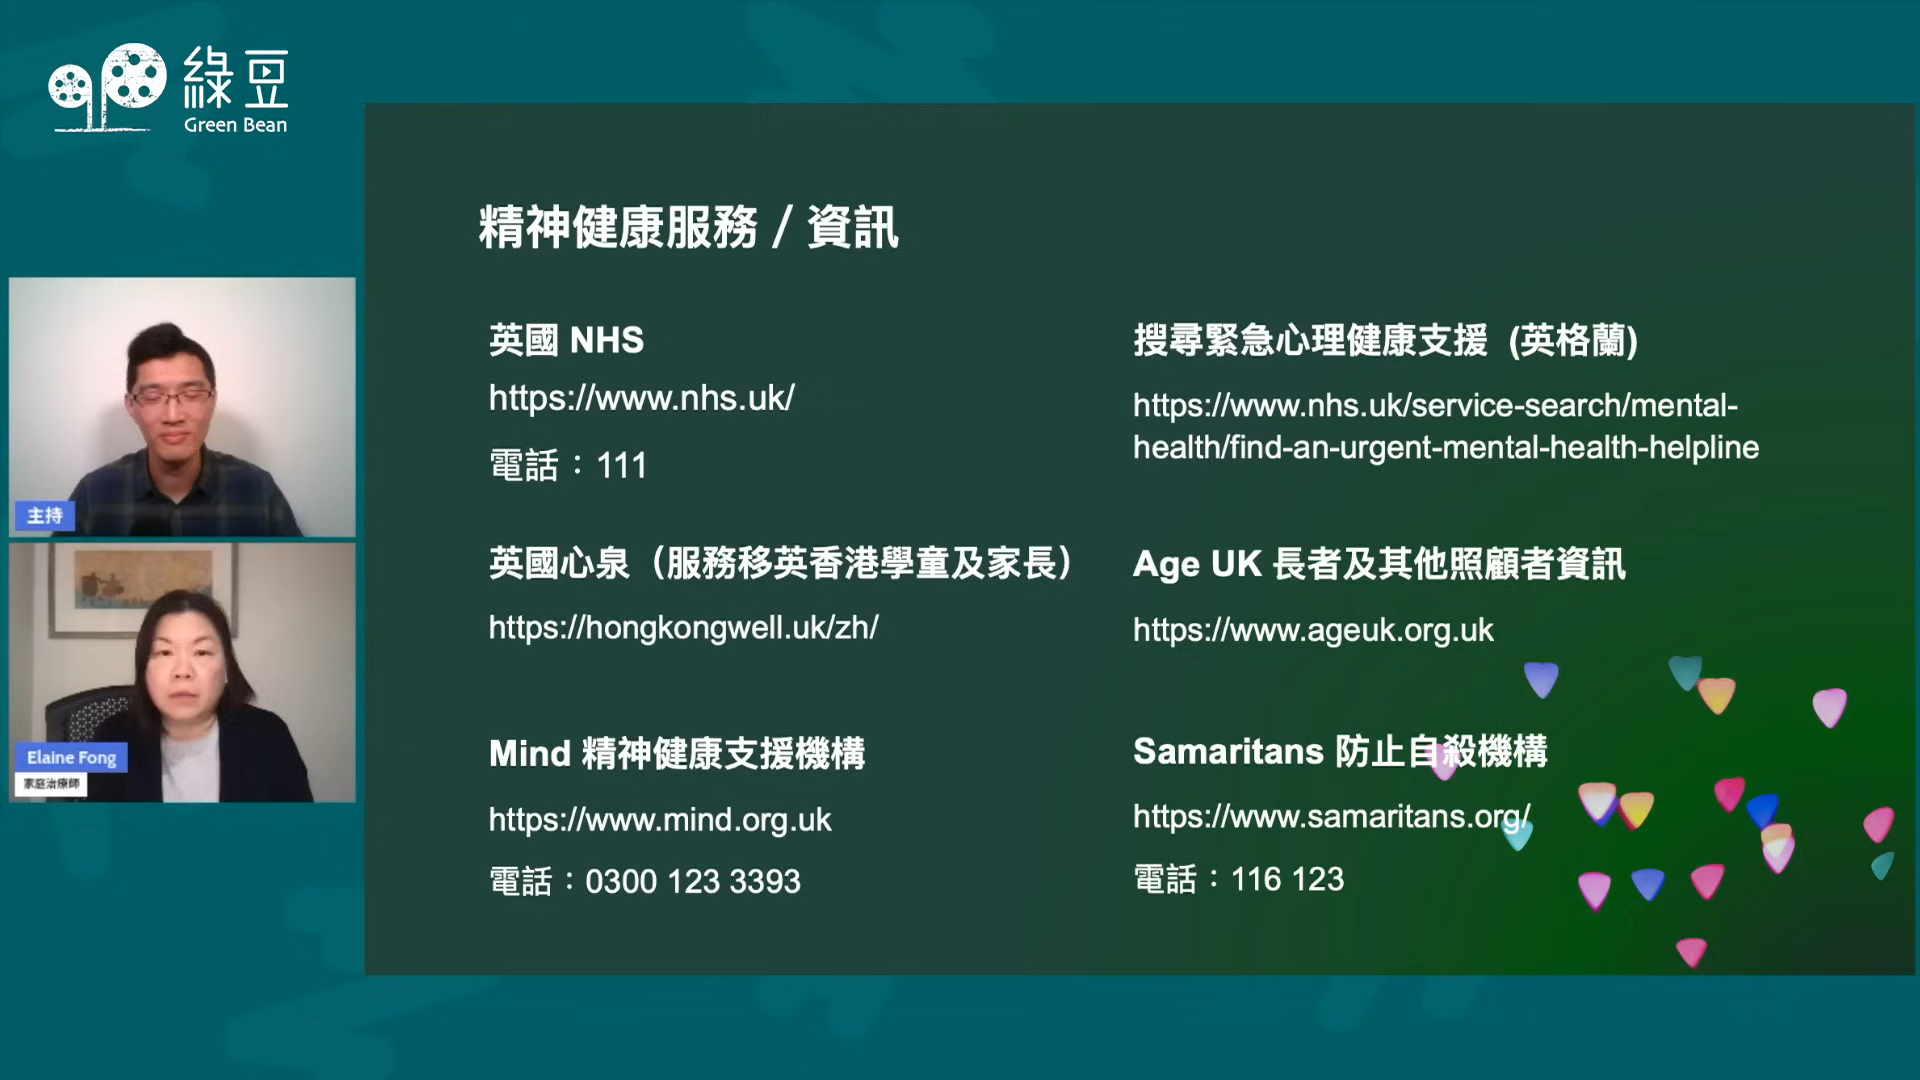 綠豆
Green Bean
精神健康服務 / 資訊
英國 NHS
https://www.nhs.uk/
電話：111
搜尋緊急心理健康支援 (英格蘭)
https://www.nhs.uk/service-search/mental-
health/find-an-urgent-mental-health-helpline
英國心泉（服務移英香港學童及家長）
https://hongkongwell.uk/zh/
Age UK 長者及其他照顧者資訊
https://www.ageuk.org.uk
Mind 精神健康支援機構
https://www.mind.org.uk
電話：0300 123 3393
Samaritans 防止自殺機構
https://www.samaritans.org/
電話：116 123
主持
Elaine Fong
家庭治療師